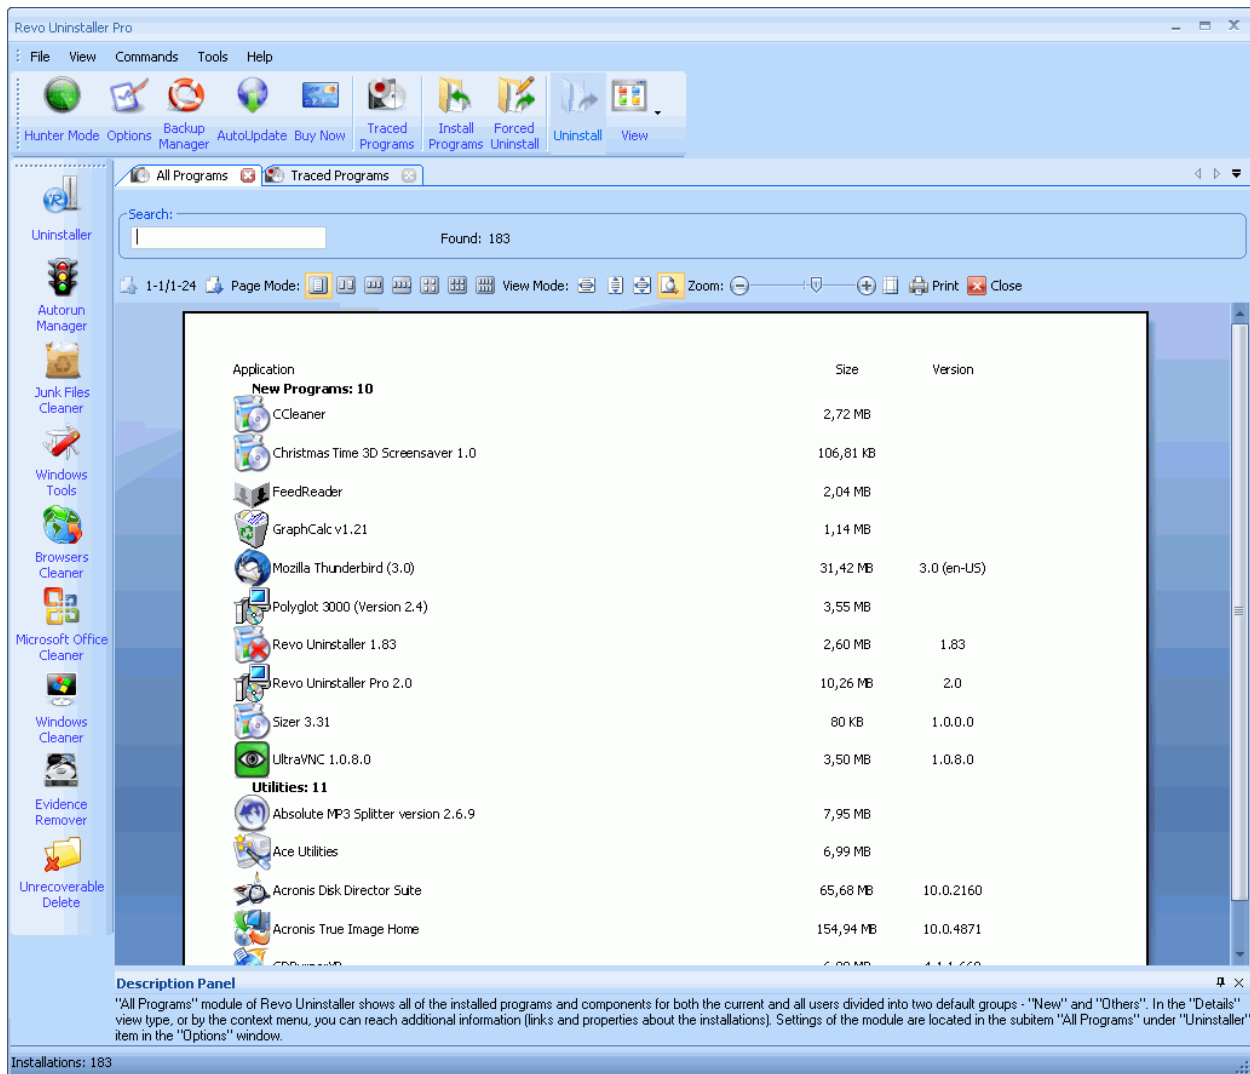 Revo Uninstaller Pro
File View Commands Tools Help
Hunter Mode Options Backup Manager AutoUpdate Buy Now Traced Programs Install Programs Forced Uninstall Uninstall View
All Programs Traced Programs
Search:
Found: 183
1-1/1-24 Page Mode: View Mode: Zoom: Print Close
Uninstaller
Autorun
Manager
Junk Files
Cleaner
Windows
Tools
Browsers
Cleaner
Microsoft Office
Cleaner
Windows
Cleaner
Evidence
Remover
Unrecoverable
Delete
Application Size Version
New Programs: 10
CCleaner 2,72 MB
Christmas Time 3D Screensaver 1.0 106,81 KB
FeedReader 2,04 MB
GraphCalc v1.21 1,14 MB
Mozilla Thunderbird (3.0) 31,42 MB 3.0 (en-US)
Polyglot 3000 (Version 2.4) 3,55 MB
Revo Uninstaller 1.83 2,60 MB 1.83
Revo Uninstaller Pro 2.0 10,26 MB 2.0
Sizer 3.31 80 KB 1.0.0.0
UltraVNC 1.0.8.0 3,50 MB 1.0.8.0
Utilities: 11
Absolute MP3 Splitter version 2.6.9 7,95 MB
Ace Utilities 6,99 MB
Acronis Disk Director Suite 65,68 MB 10.0.2160
Acronis True Image Home 154,94 MB 10.0.4871
Description Panel
"All Programs" module of Revo Uninstaller shows all of the installed programs and components for both the current and all users divided into two default groups - "New" and "Others". In the "Details"
view type, or by the context menu, you can reach additional information (links and properties about the installations). Settings of the module are located in the subitem "All Programs" under "Uninstaller"
item in the "Options" window.
Installations: 183